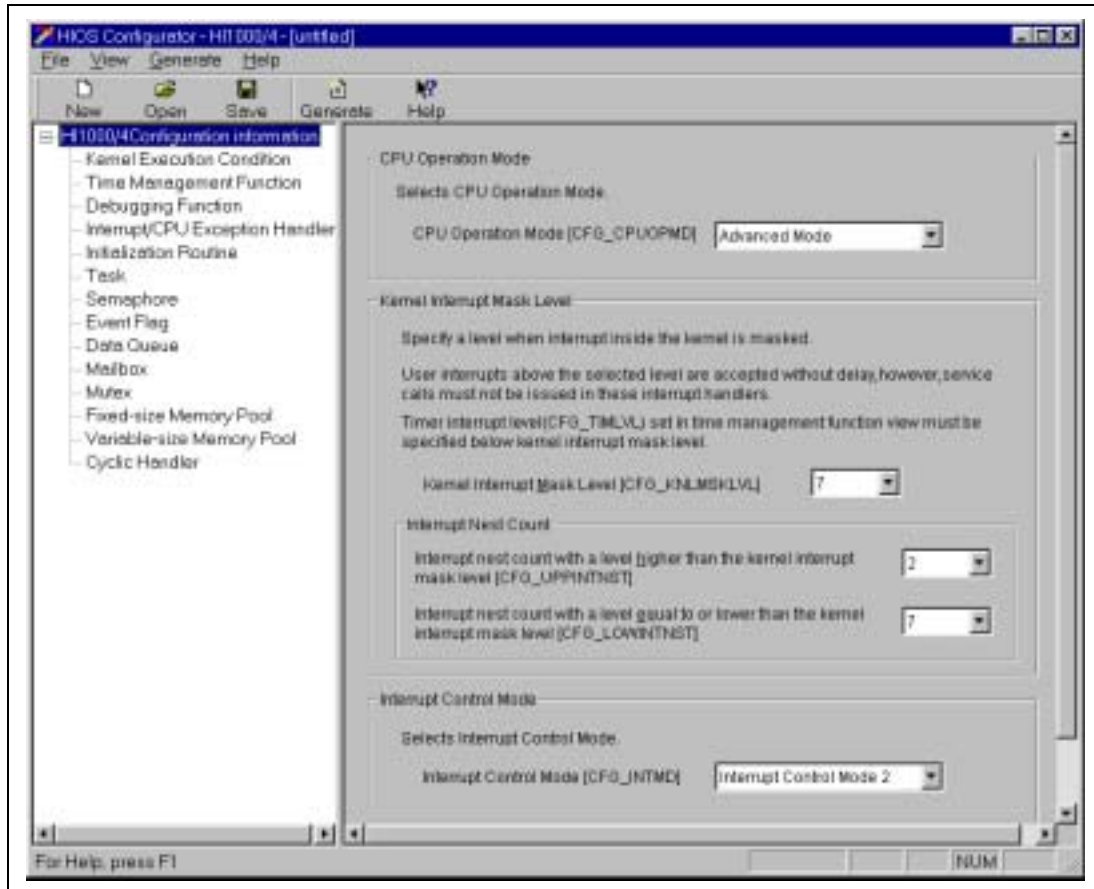 HIOS Configurator - HI1000/4 - [untitled]
File View Generate Help
New Open Save Generate Help
HI1000/4Configuration information
Kernel Execution Condition
Time Management Function
Debugging Function
Interrupt/CPU Exception Handler
Initialization Routine
Task
Semaphore
Event Flag
Data Queue
Mailbox
Mutex
Fixed-size Memory Pool
Variable-size Memory Pool
Cyclic Handler
CPU Operation Mode
Selects CPU Operation Mode.
CPU Operation Mode [CFG_CPUOPMD] Advanced Mode
Kernel Interrupt Mask Level
Specify a level when interrupt inside the kernel is masked.
User interrupts above the selected level are accepted without delay,however,service
calls must not be issued in these interrupt handlers.
Timer interrupt level(CFG_TIMLVL) set in time management function view must be
specified below kernel interrupt mask level.
Kernel Interrupt Mask Level [CFG_KNLMSKLVL] 7
Interrupt Nest Count
Interrupt nest count with a level higher than the kernel interrupt
mask level [CFG_UPPINTNST] 2
Interrupt nest count with a level equal to or lower than the kernel
interrupt mask level [CFG_LOWINTNST] 7
Interrupt Control Mode
Selects Interrupt Control Mode.
Interrupt Control Mode [CFG_INTMD] Interrupt Control Mode 2
For Help, press F1 NUM